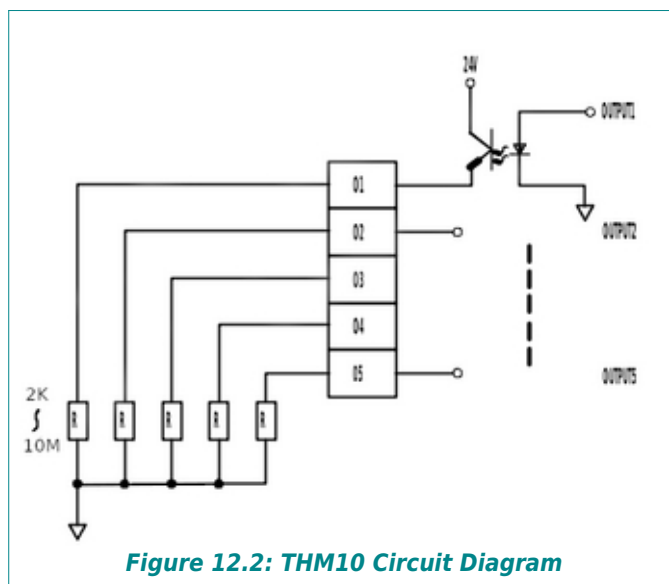 24V
OUTPUT1
01
02
OUTPUT2
03
04
05
OUTPUT5
2K
10M
R R R R R
Figure 12.2: THM10 Circuit Diagram